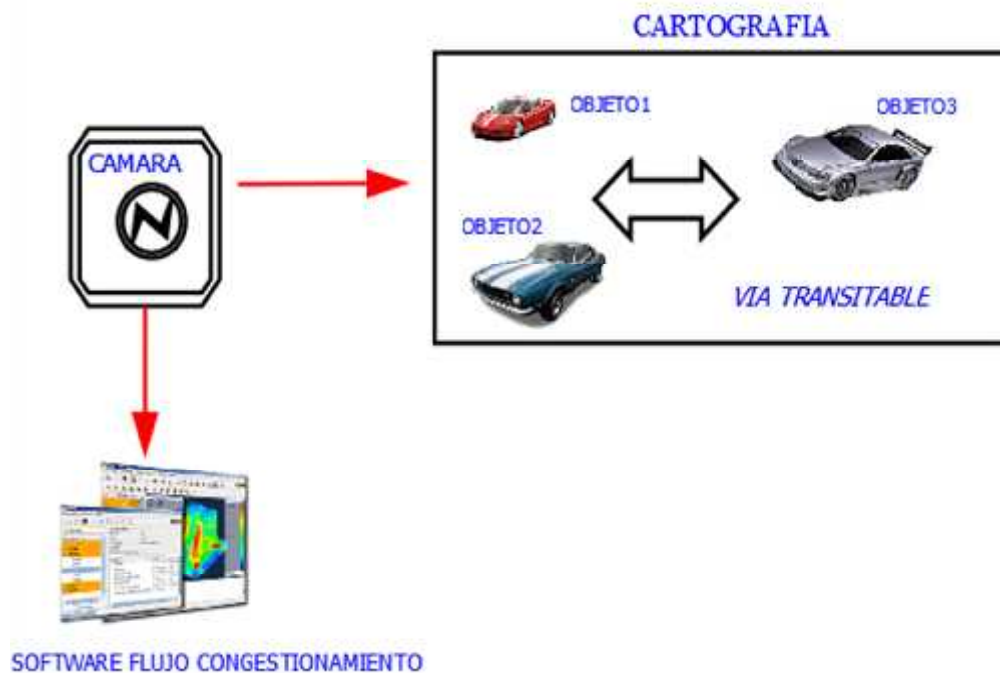 CARTOGRAFIA
OBJETO1
OBJETO3
CAMARA
OBJETO2
VIA TRANSITABLE
SOFTWARE FLUJO CONGESTIONAMIENTO